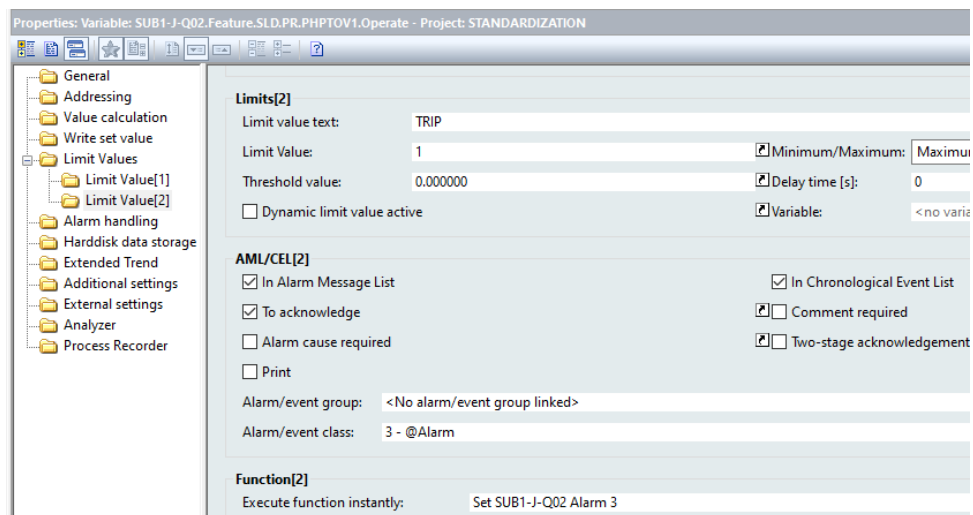 Properties: Variable: SUB1-J-Q02.Feature.SLD.PR.PHPTOV1.Operate - Project: STANDARDIZATION
General
Addressing
Value calculation
Write set value
Limit Values
Limit Value[1]
Limit Value[2]
Alarm handling
Harddisk data storage
Extended Trend
Additional settings
External settings
Analyzer
Process Recorder
Limits[2]
Limit value text: TRIP
Limit Value: 1 Minimum/Maximum: Maximum
Threshold value: 0.000000 Delay time [s]: 0
Dynamic limit value active Variable: <no varia
AML/CEL[2]
In Alarm Message List In Chronological Event List
To acknowledge Comment required
Alarm cause required Two-stage acknowledgement
Print
Alarm/event group: <No alarm/event group linked>
Alarm/event class: 3 - @Alarm
Function[2]
Execute function instantly: Set SUB1-J-Q02 Alarm 3